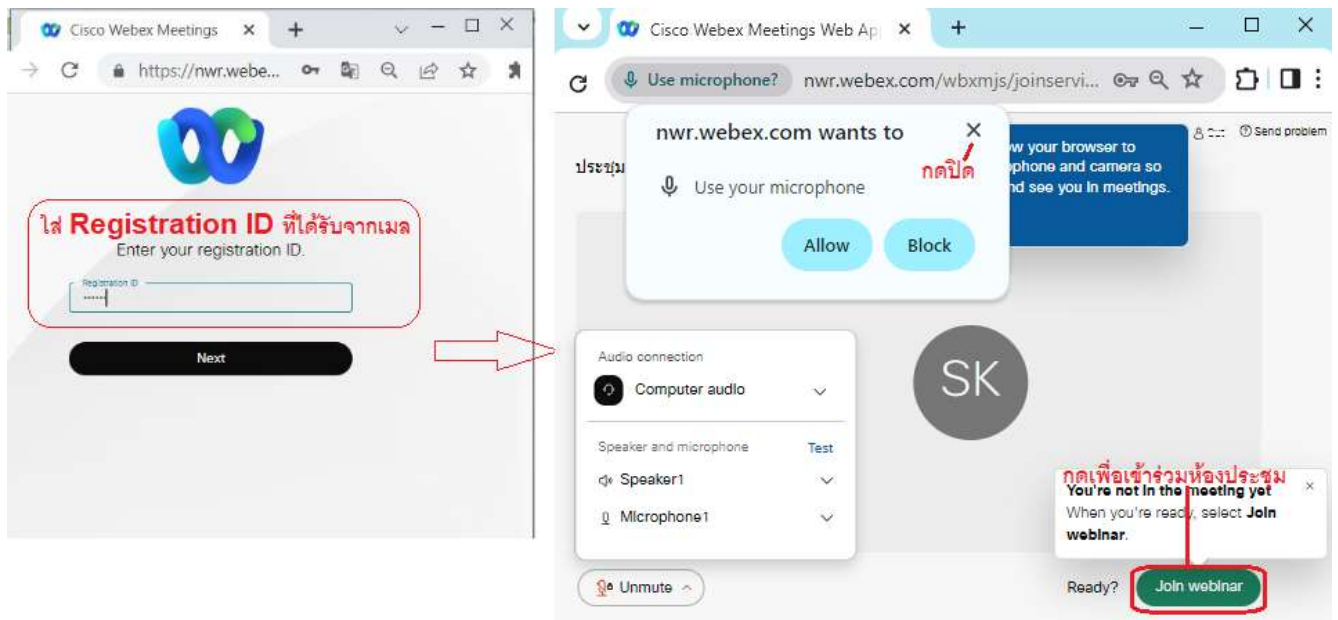 Cisco Webex Meetings
https://nwr.webe...
ใส่ Registration ID ที่ได้รับจากเมล
Enter your registration ID.
Registration ID
Next
Cisco Webex Meetings Web Ap
Use microphone?
nwr.webex.com/wbxmjs/joinservi...
nwr.webex.com wants to
กดปิด
Use your microphone
Allow
Block
Send problem
ประชุม
w your browser to
phone and camera so
nd see you in meetings.
SK
Audio connection
Computer audio
Speaker and microphone
Test
Speaker1
Microphone1
กดเพื่อเข้าร่วมห้องประชุม
You're not in the meeting yet
When you're ready, select Join
webinar.
Unmute
Ready?
Join webinar